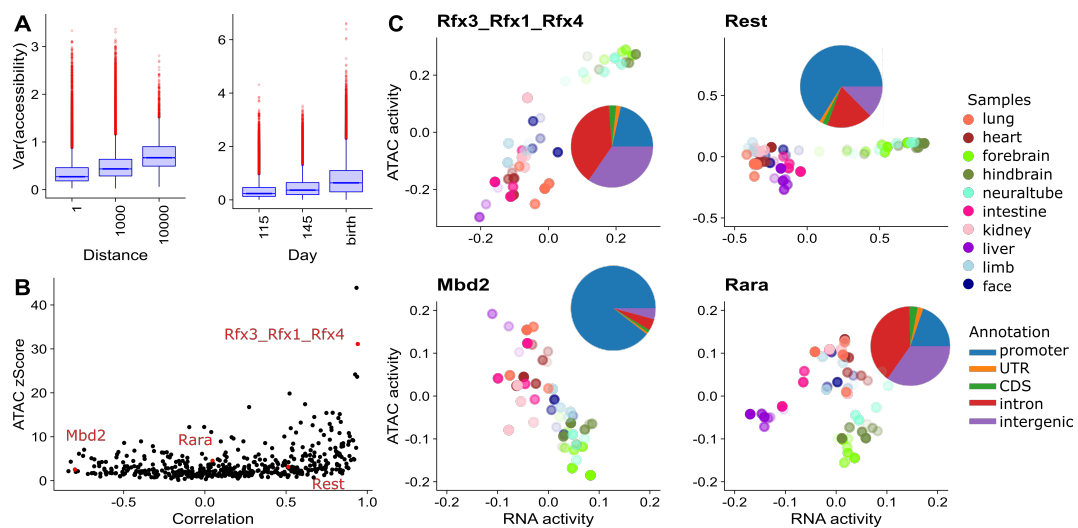 A
Var(accessibility)
3
2
1
0
1
1000
10000
Distance
6
4
2
0
115
145
birth
Day
B
ATAC zScore
40
30
20
10
0
Rfx3_Rfx1_Rfx4
Mbd2
Rara
Rest
-0.5
0.0
0.5
1.0
Correlation
C
Rfx3_Rfx1_Rfx4
ATAC activity
0.2
0.0
-0.2
-0.2
0.0
0.2
Rest
0.5
0.0
-0.5
-0.5
0.0
0.5
Mbd2
ATAC activity
0.2
0.1
0.0
-0.1
-0.2
-0.2
-0.1
0.0
0.1
0.2
RNA activity
Rara
0.2
0.1
0.0
-0.1
-0.2
-0.2
-0.1
0.0
0.1
0.2
RNA activity
Samples
lung
heart
forebrain
hindbrain
neuraltube
intestine
kidney
liver
limb
face
Annotation
promoter
UTR
CDS
intron
intergenic